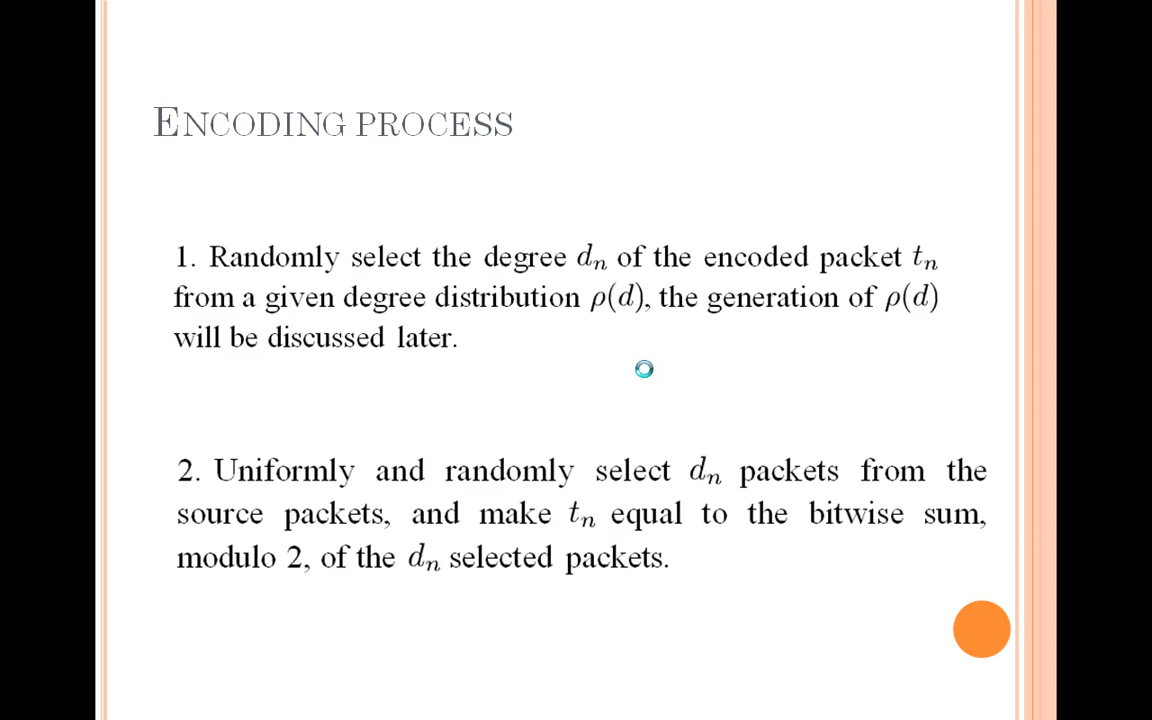 ENCODING PROCESS
1. Randomly select the degree dₙ of the encoded packet tₙ
from a given degree distribution ρ(d), the generation of ρ(d)
will be discussed later.
2. Uniformly and randomly select dₙ packets from the
source packets, and make tₙ equal to the bitwise sum,
modulo 2, of the dₙ selected packets.